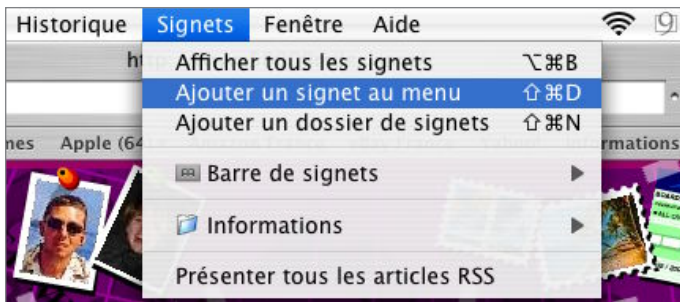 Historique Signets Fenêtre Aide
Afficher tous les signets ⌥⌘B
Ajouter un signet au menu ⇧⌘D
Apple (64
Ajouter un dossier de signets ⇧⌘N
Barre de signets
Informations
Présenter tous les articles RSS